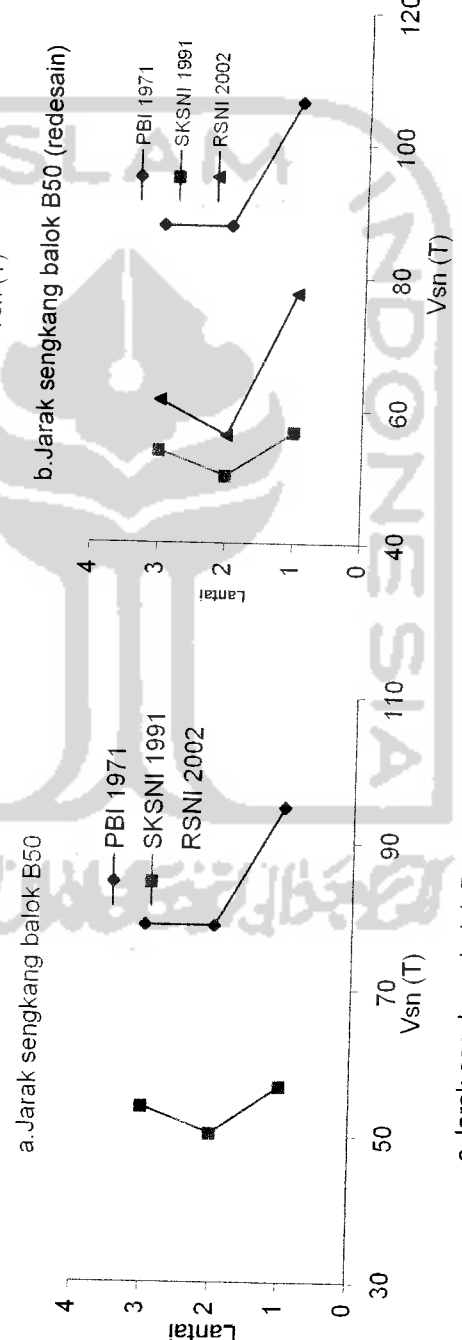 a.Jarak sengkang balok B50
PBI 1971
SKSNI 1991
RSNI 2002
Lantai
4
3
2
1
0
30
50
70
90
110
Vsn (T)
b.Jarak sengkang balok B50 (redesain)
PBI 1971
SKSNI 1991
RSNI 2002
Lantai
4
3
2
1
0
40
60
80
100
120
Vsn (T)
ISLAM
INDONESIA